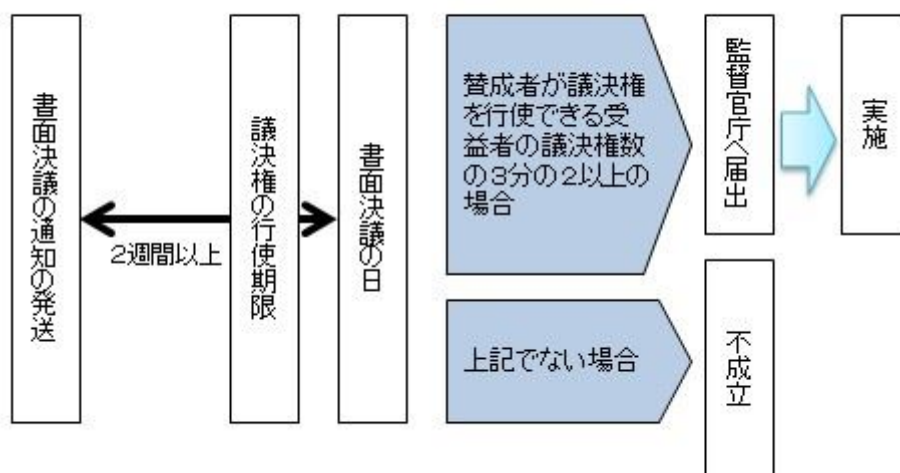 書面決議の通知の発送
2週間以上
議決権の行使期限
書面決議の日
賛成者が議決権
を行使できる受
益者の議決権数
の3分の2以上の
場合
監督官庁へ届出
実施
上記でない場合
不成立